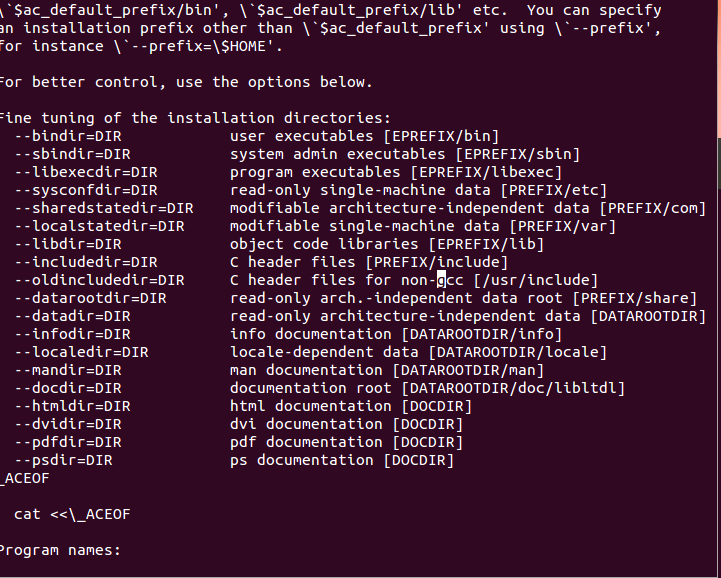 \`$ac_default_prefix/bin', \`$ac_default_prefix/lib' etc.  You can specify
an installation prefix other than \`$ac_default_prefix' using \`--prefix',
for instance \`--prefix=\$HOME'.
For better control, use the options below.
Fine tuning of the installation directories:
  --bindir=DIR            user executables [EPREFIX/bin]
  --sbindir=DIR           system admin executables [EPREFIX/sbin]
  --libexecdir=DIR        program executables [EPREFIX/libexec]
  --sysconfdir=DIR        read-only single-machine data [PREFIX/etc]
  --sharedstatedir=DIR    modifiable architecture-independent data [PREFIX/com]
  --localstatedir=DIR     modifiable single-machine data [PREFIX/var]
  --libdir=DIR            object code libraries [EPREFIX/lib]
  --includedir=DIR        C header files [PREFIX/include]
  --oldincludedir=DIR     C header files for non-gcc [/usr/include]
  --datarootdir=DIR       read-only arch.-independent data root [PREFIX/share]
  --datadir=DIR           read-only architecture-independent data [DATAROOTDIR]
  --infodir=DIR           info documentation [DATAROOTDIR/info]
  --localedir=DIR         locale-dependent data [DATAROOTDIR/locale]
  --mandir=DIR            man documentation [DATAROOTDIR/man]
  --docdir=DIR            documentation root [DATAROOTDIR/doc/libltdl]
  --htmldir=DIR           html documentation [DOCDIR]
  --dvidir=DIR            dvi documentation [DOCDIR]
  --pdfdir=DIR            pdf documentation [DOCDIR]
  --psdir=DIR             ps documentation [DOCDIR]
_ACEOF
  cat <<\_ACEOF
Program names: